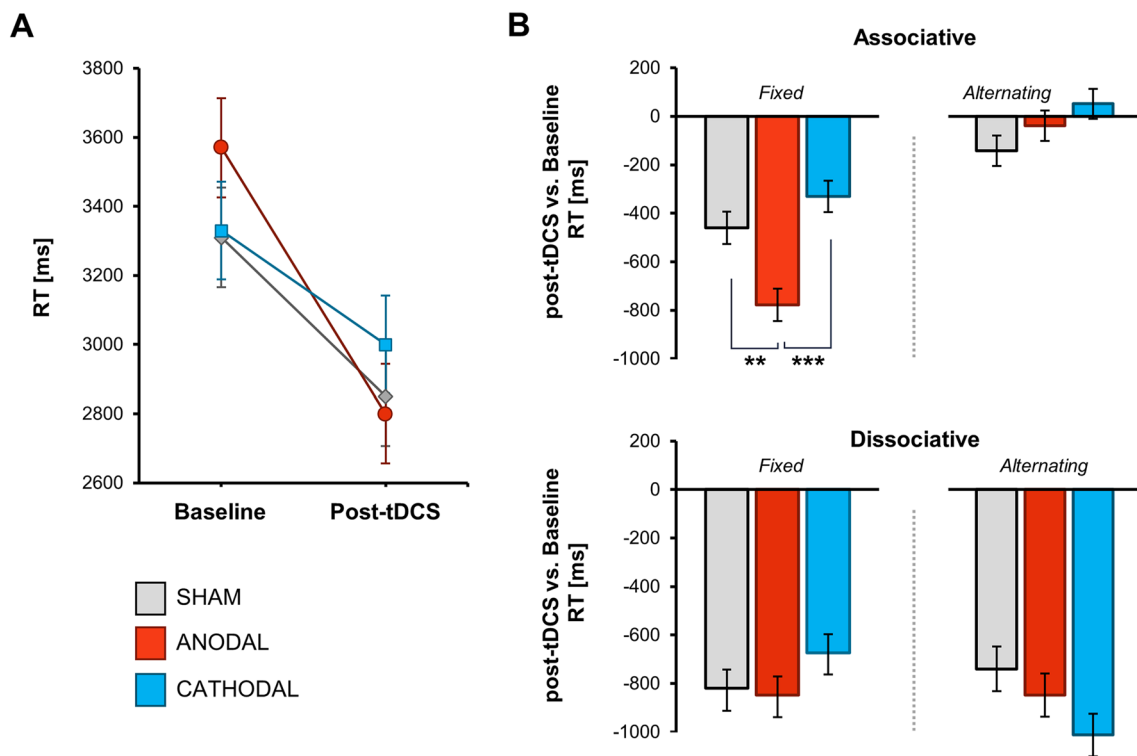 A
3800
3600
3400
3200
3000
2800
2600
RT [ms]
Baseline
Post-tDCS
SHAM
ANODAL
CATHODAL
B
Associative
200
0
-200
-400
-600
-800
-1000
post-tDCS vs. Baseline
RT [ms]
Fixed
Alternating
**
***
Dissociative
200
0
-200
-400
-600
-800
-1000
post-tDCS vs. Baseline
RT [ms]
Fixed
Alternating